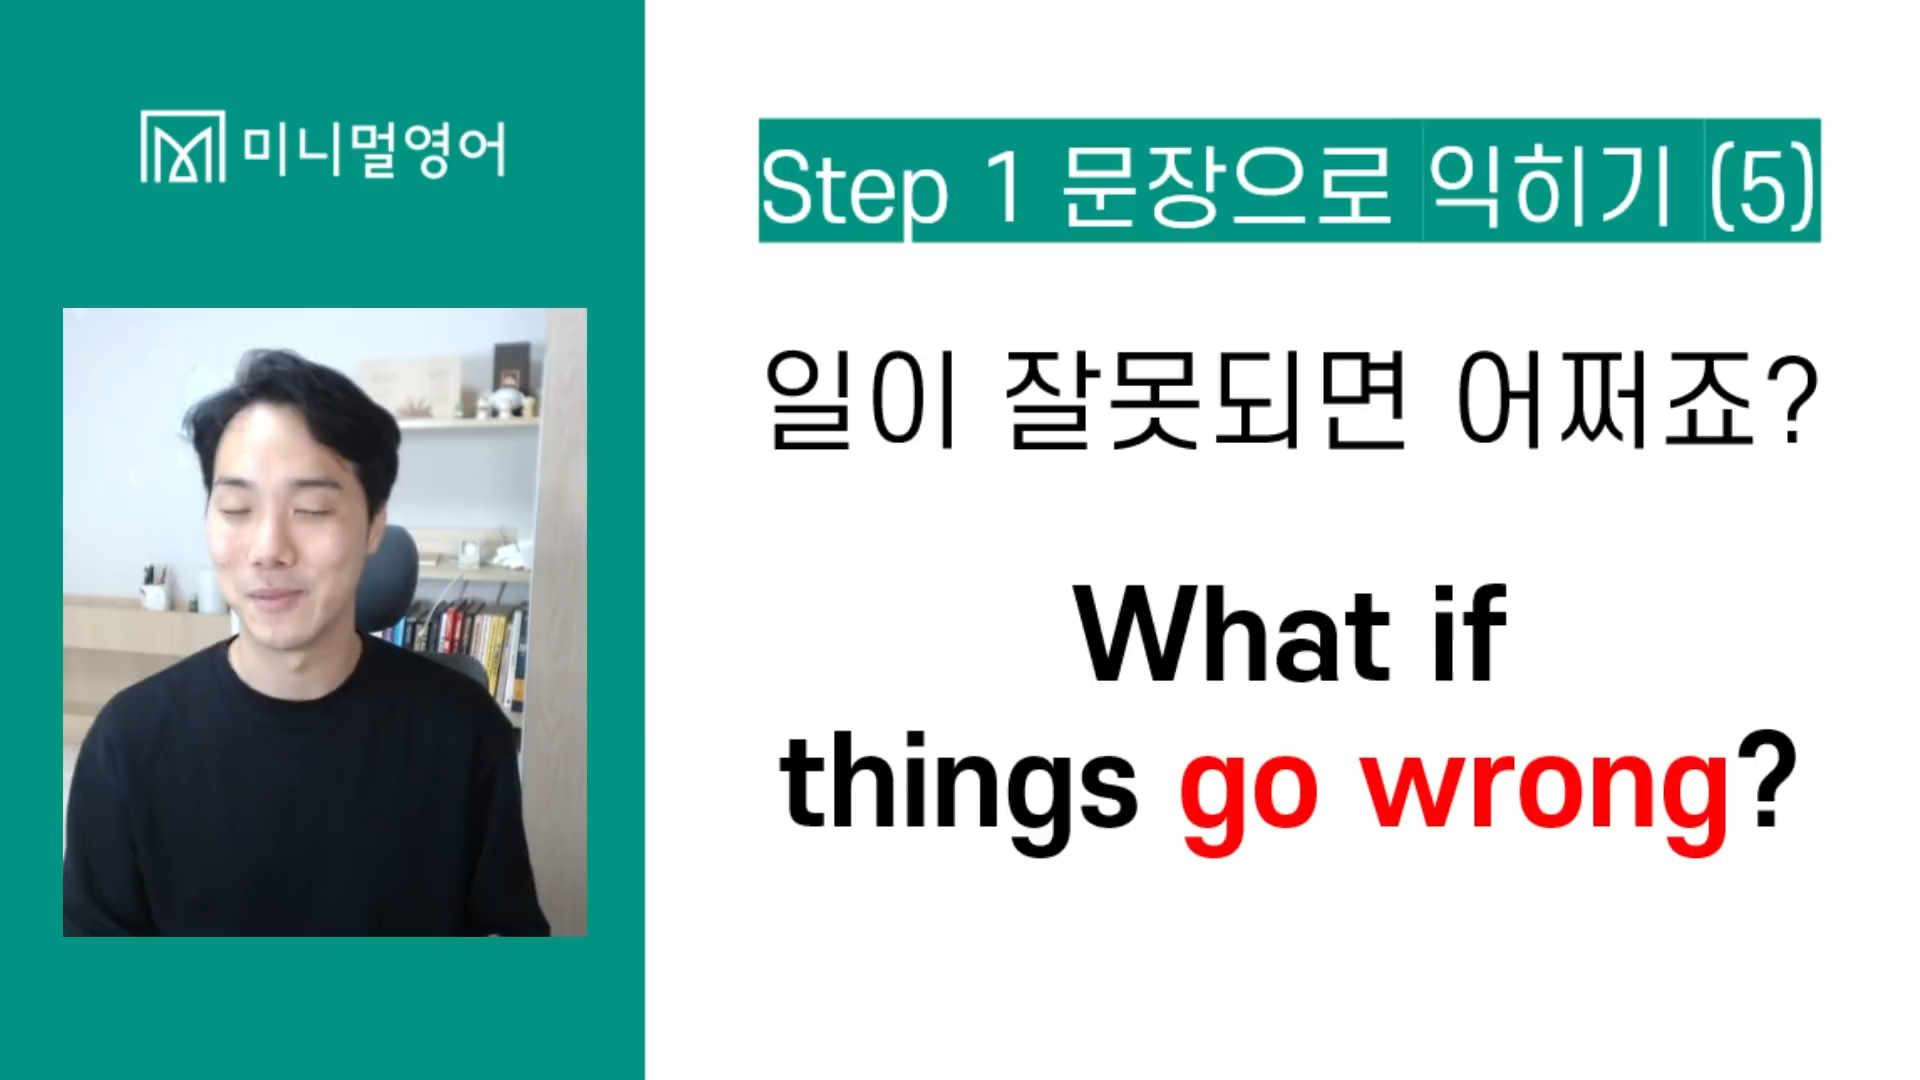 미니멀영어
Step 1 문장으로 익히기 (5)
일이 잘못되면 어쩌죠?
What if
things go wrong?